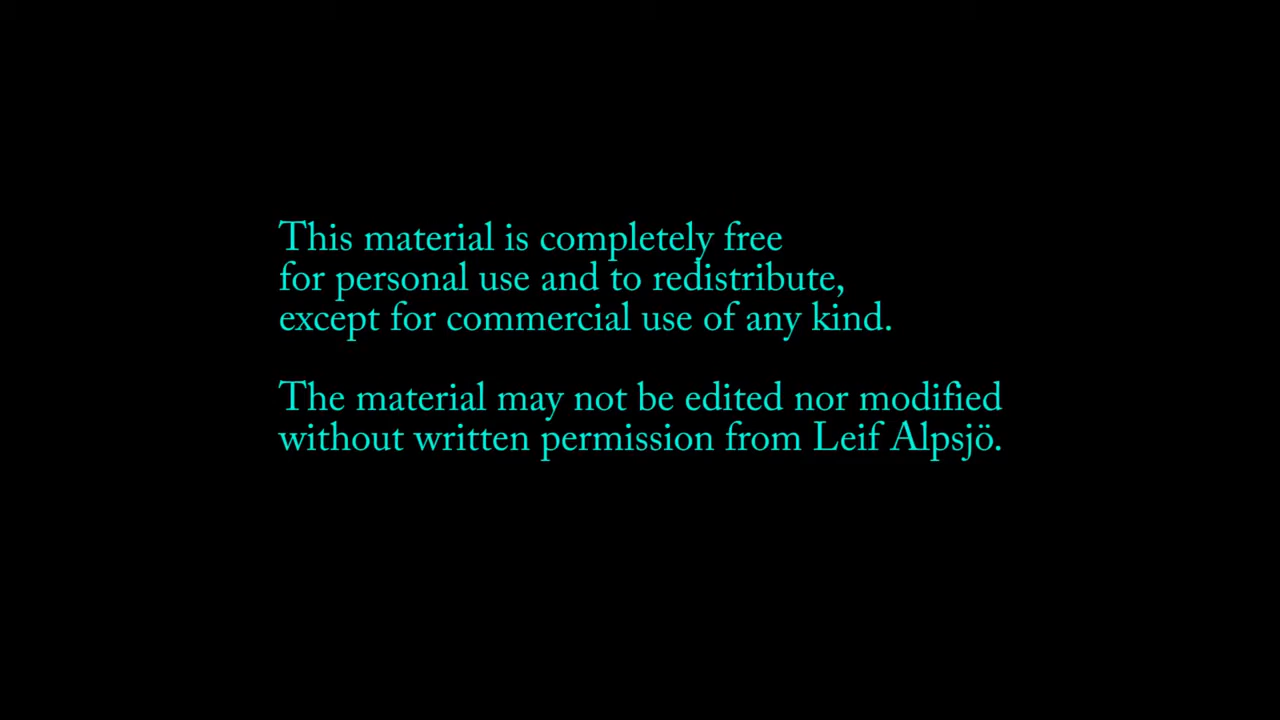 This material is completely free
for personal use and to redistribute,
except for commercial use of any kind.
The material may not be edited nor modified
without written permission from Leif Alpsjö.